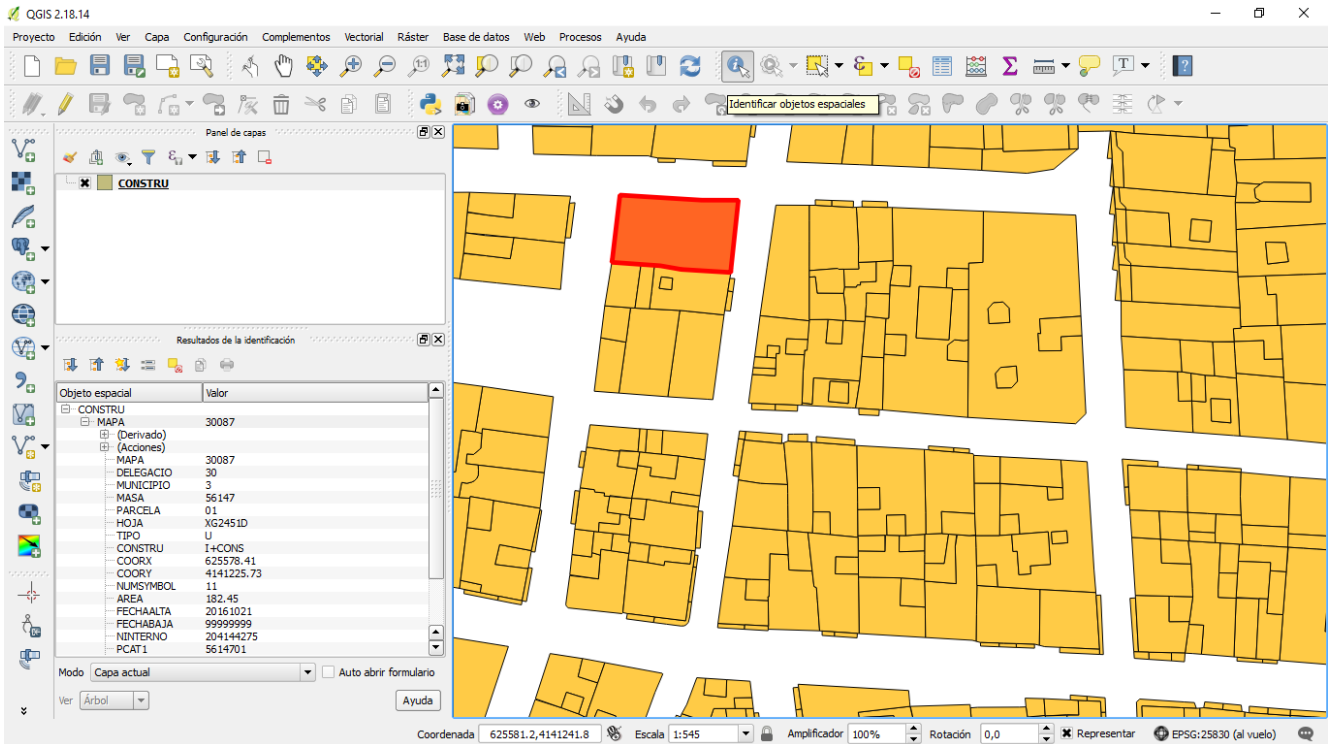 QGIS 2.18.14
Proyecto Edición Ver Capa Configuración Complementos Vectorial Ráster Base de datos Web Procesos Ayuda
Identificar objetos espaciales
Panel de capas
CONSTRU
Resultados de la identificación
Objeto espacial Valor
CONSTRU
MAPA 30087
(Derivado)
(Acciones)
MAPA 30087
DELEGACIO 30
MUNICIPIO 3
MASA 56147
PARCELA 01
HOJA XG2451D
TIPO U
CONSTRU I+CONS
COORX 625578.41
COORY 4141225.73
NUMSYMBOL 11
AREA 182.45
FECHAALTA 20161021
FECHABAJA 99999999
NINTERNO 204144275
PCAT1 5614701
Modo Capa actual Auto abrir formulario
Ver Árbol Ayuda
Coordenada 625581.2,4141241.8 Escala 1:545 Amplificador 100% Rotación 0,0 Representar EPSG:25830 (al vuelo)